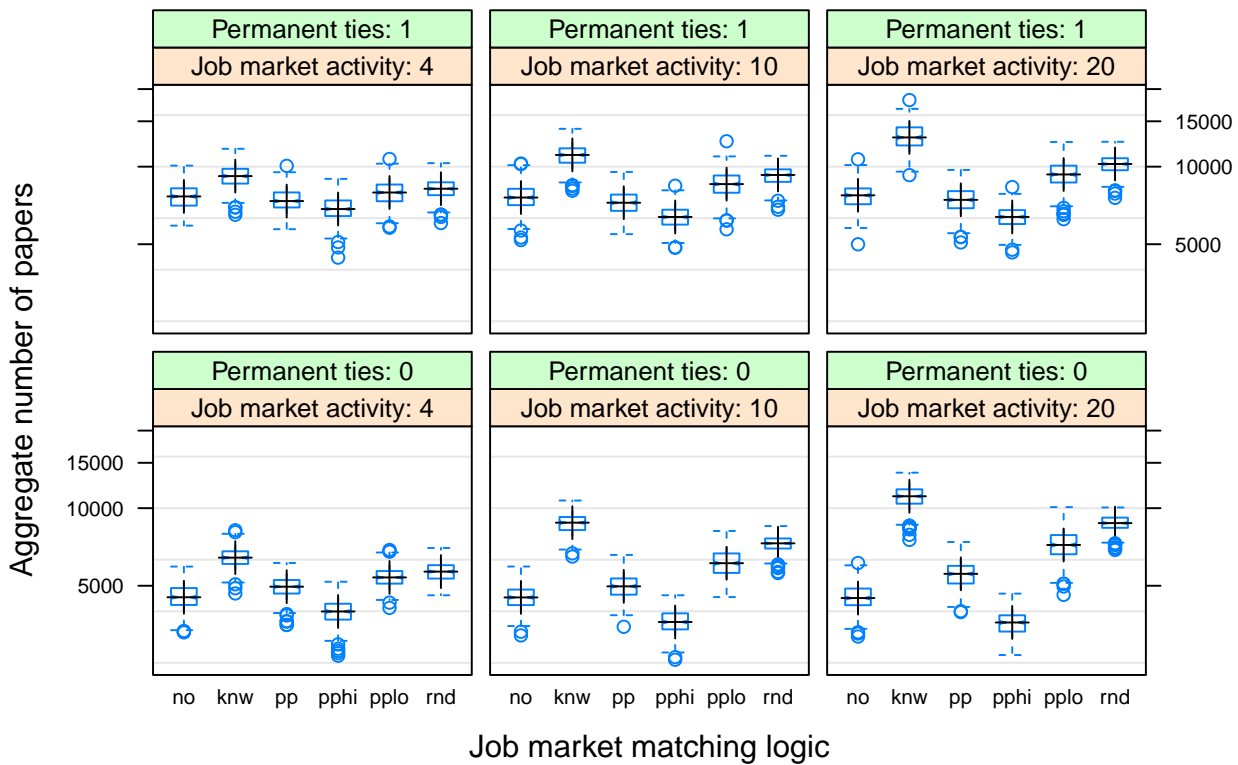 Permanent ties: 1
Job market activity: 4
Permanent ties: 1
Job market activity: 10
Permanent ties: 1
Job market activity: 20
15000
10000
5000
Aggregate number of papers
Permanent ties: 0
Job market activity: 4
Permanent ties: 0
Job market activity: 10
Permanent ties: 0
Job market activity: 20
15000
10000
5000
no knw pp pphi pplo rnd
no knw pp pphi pplo rnd
no knw pp pphi pplo rnd
Job market matching logic